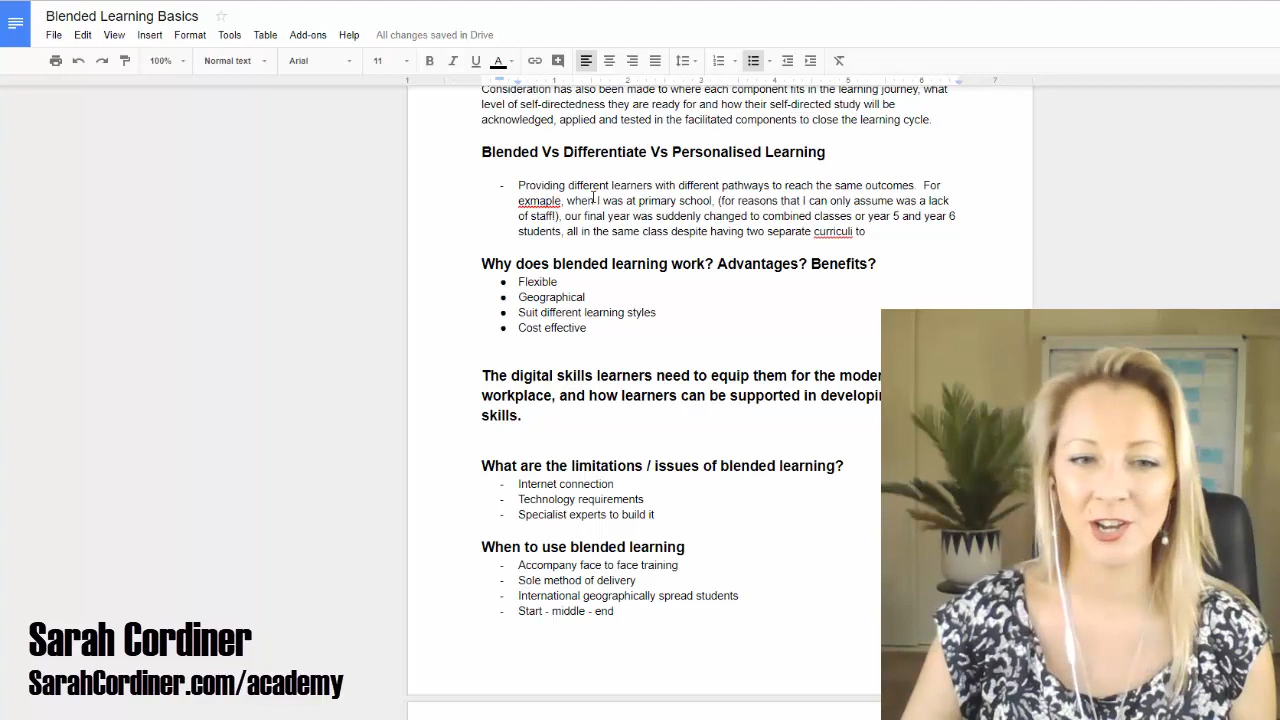 Blended Learning Basics
File Edit View Insert Format Tools Table Add-ons Help All changes saved in Drive
100% Normal text Arial 11
1 1 2 3 4 5 6 7
Consideration has also been made to where each component fits in the learning journey, what
level of self-directedness they are ready for and how their self-directed study will be
acknowledged, applied and tested in the facilitated components to close the learning cycle.
Blended Vs Differentiate Vs Personalised Learning
- Providing different learners with different pathways to reach the same outcomes. For
exmaple, when I was at primary school, (for reasons that I can only assume was a lack
of staff!), our final year was suddenly changed to combined classes or year 5 and year 6
students, all in the same class despite having two separate curriculi to
Why does blended learning work? Advantages? Benefits?
● Flexible
● Geographical
● Suit different learning styles
● Cost effective
The digital skills learners need to equip them for the moder
workplace, and how learners can be supported in developin
skills.
What are the limitations / issues of blended learning?
- Internet connection
- Technology requirements
- Specialist experts to build it
When to use blended learning
- Accompany face to face training
- Sole method of delivery
- International geographically spread students
- Start - middle - end
Sarah Cordiner
SarahCordiner.com/academy